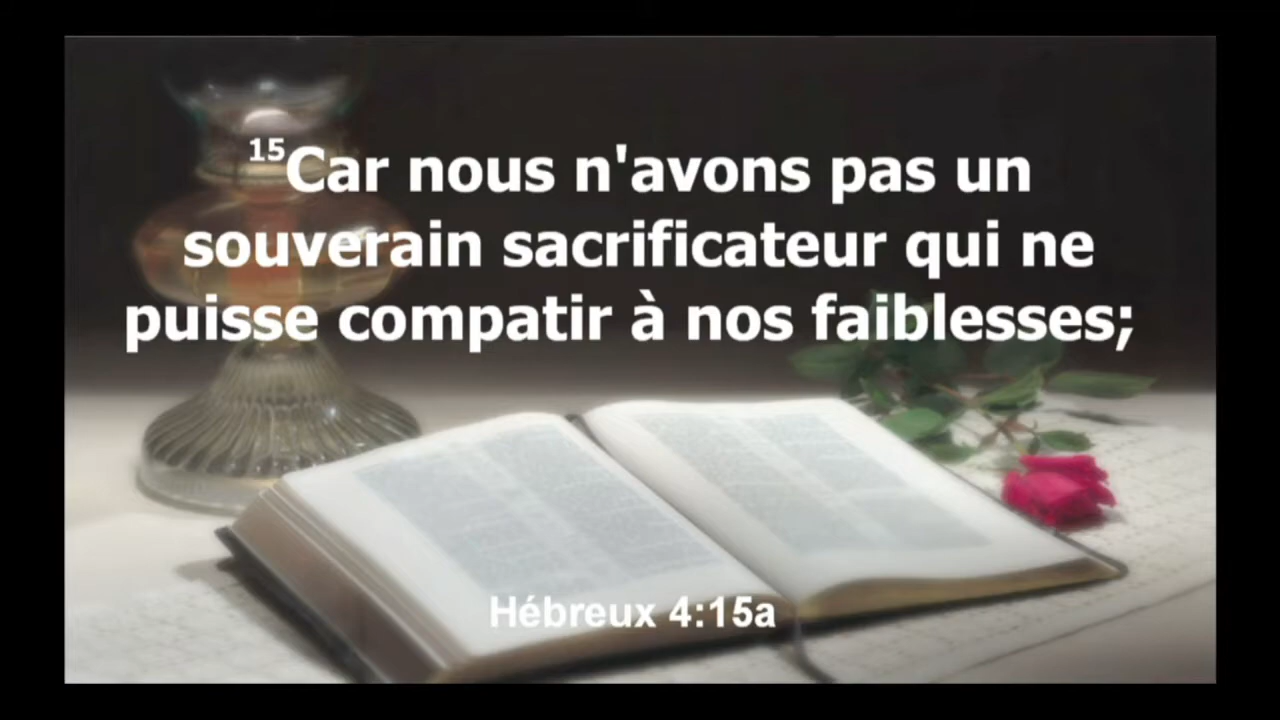 15Car nous n'avons pas un
souverain sacrificateur qui ne
puisse compatir à nos faiblesses;
Hébreux 4:15a